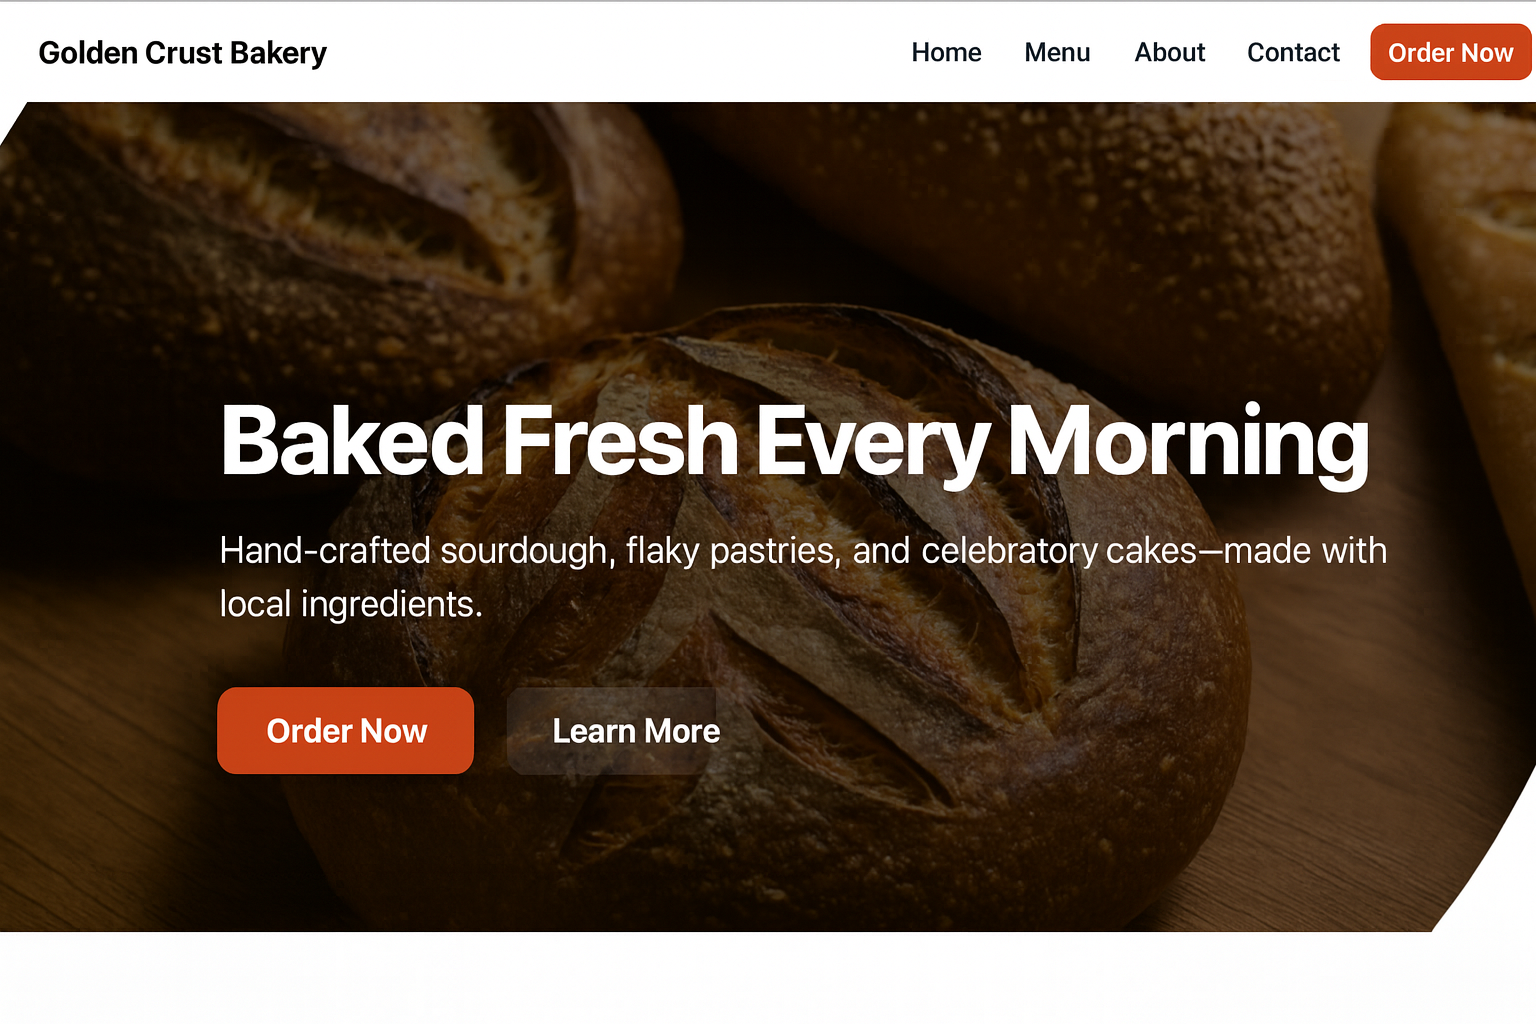 Golden Crust Bakery
Home Menu About Contact Order Now
Baked Fresh Every Morning
Hand-crafted sourdough, flaky pastries, and celebratory cakes—made with
local ingredients.
Order Now Learn More